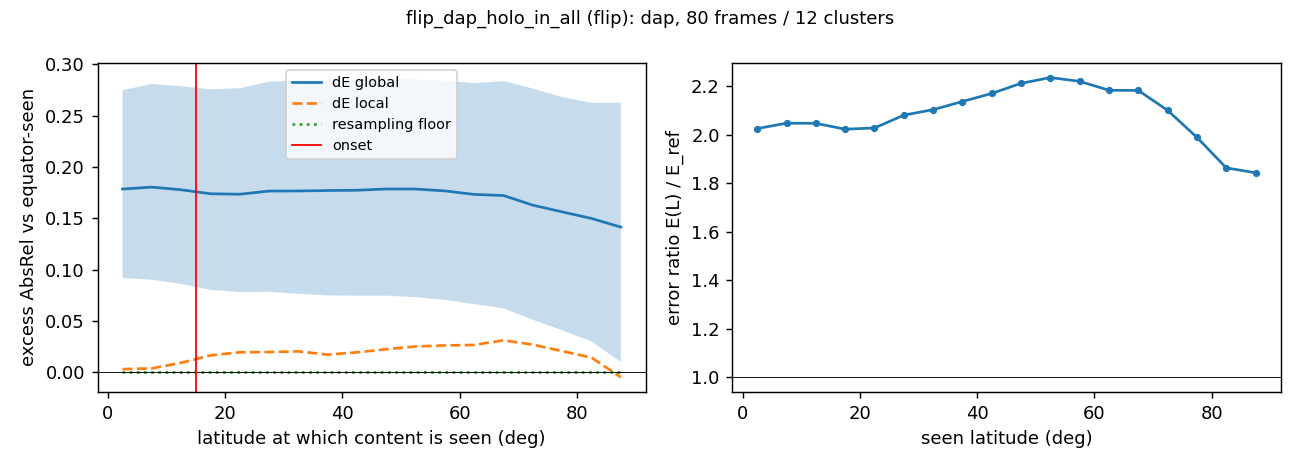 flip_dap_holo_in_all (flip): dap, 80 frames / 12 clusters
excess AbsRel vs equator-seen
0.30
0.25
0.20
0.15
0.10
0.05
0.00
dE global
dE local
resampling floor
onset
0 20 40 60 80
latitude at which content is seen (deg)
error ratio E(L) / E_ref
2.2
2.0
1.8
1.6
1.4
1.2
1.0
0 20 40 60 80
seen latitude (deg)